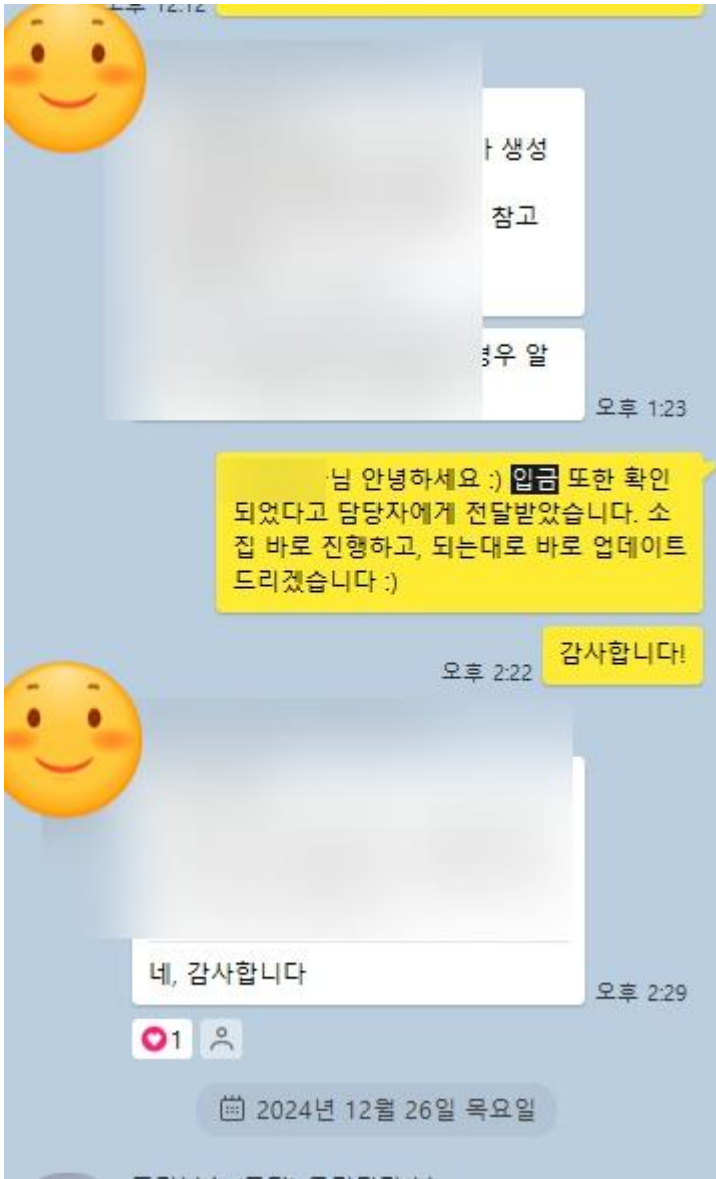 오후 12:12
생성
참고
경우 알
오후 1:23
님 안녕하세요 :) 입금 또한 확인
되었다고 담당자에게 전달받았습니다. 소
집 바로 진행하고, 되는대로 바로 업데이트
드리겠습니다 :)
감사합니다!
오후 2:22
네, 감사합니다
오후 2:29
1
2024년 12월 26일 목요일